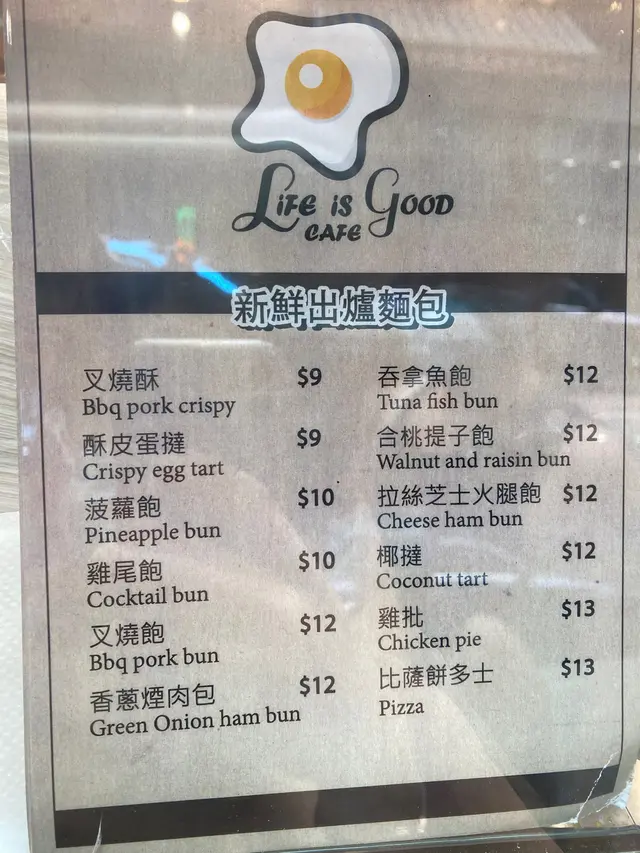 LiFE iS GOOD
CAFE
新鮮出爐麵包
叉燒酥 $9
Bbq pork crispy
酥皮蛋撻 $9
Crispy egg tart
菠蘿飽 $10
Pineapple bun
雞尾飽 $10
Cocktail bun
叉燒飽 $12
Bbq pork bun
香蔥煙肉包 $12
Green Onion ham bun
吞拿魚飽 $12
Tuna fish bun
合桃提子飽 $12
Walnut and raisin bun
拉絲芝士火腿飽 $12
Cheese ham bun
椰撻 $12
Coconut tart
雞批 $13
Chicken pie
比薩餅多士 $13
Pizza